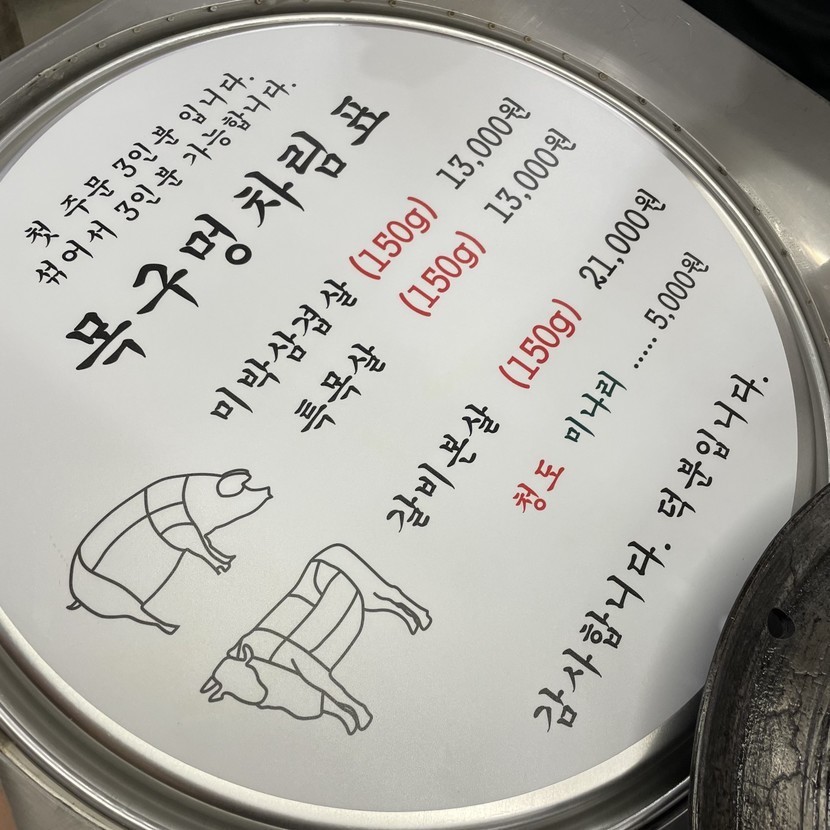 첫 주문 3인분 입니다.
섞어서 3인분 가능합니다.
목구멍 차림표
미박삼겹살 (150g) 13,000원
특목살 (150g) 13,000원
갈비본살 (150g) 21,000원
청도 미나리 ..... 5,000원
감사합니다. 덕분입니다.